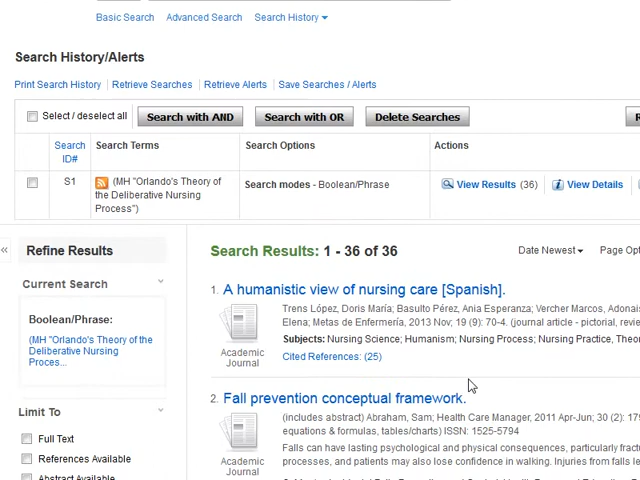 Basic Search Advanced Search Search History
Search History/Alerts
Print Search History Retrieve Searches Retrieve Alerts Save Searches / Alerts
Select / deselect all Search with AND Search with OR Delete Searches
Search ID# Search Terms Search Options Actions
S1 (MH "Orlando's Theory of
the Deliberative Nursing
Process") Search modes - Boolean/Phrase View Results (36) View Details
« Refine Results
Search Results: 1 - 36 of 36 Date Newest Page
Current Search
Boolean/Phrase:
(MH "Orlando's Theory of the
Deliberative Nursing
Proces...
Limit To
Full Text
References Available
Abstract Available
1. A humanistic view of nursing care [Spanish].
Trens López, Doris María; Basulto Pérez, Ania Esperanza; Vercher Marcos,
Elena; Metas de Enfermería, 2013 Nov; 19 (9): 70-4. (journal article - pictorial,
Subjects: Nursing Science; Humanism; Nursing Process; Nursing Practice,
Academic
Journal
Cited References: (25)
2. Fall prevention conceptual framework.
(includes abstract) Abraham, Sam; Health Care Manager, 2011 Apr-Jun; 30 (2):
equations & formulas, tables/charts) ISSN: 1525-5794
Academic
Journal
Falls can have lasting psychological and physical consequences, particularly
processes, and patients may also lose confidence in walking. Injuries from